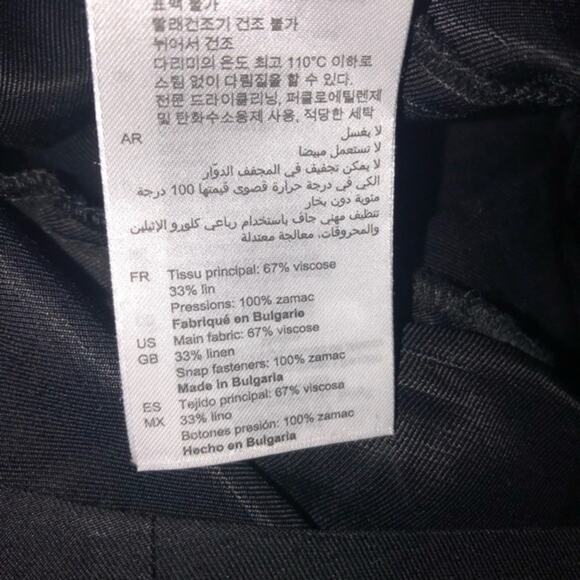 표백 불가
빨래건조기 건조 불가
뉘어서 건조
다리미의 온도 최고 110°C 이하로
스팀 없이 다림질을 할 수 있다.
전문 드라이클리닝, 퍼클로에틸렌제
및 탄화수소용제 사용, 적당한 세탁
AR
لا يغسل
لا تستعمل مبيضا
لا يمكن تجفيف في المجفف الدوّار
الكي في درجة حرارة قصوى قيمتها 100 درجة
مئوية دون بخار
تنظيف مهني جاف باستخدام رباعي كلورو الإثيلين
والمحروقات، معالجة معتدلة
FR Tissu principal: 67% viscose
33% lin
Pressions: 100% zamac
Fabriqué en Bulgarie
US Main fabric: 67% viscose
GB 33% linen
Snap fasteners: 100% zamac
Made in Bulgaria
ES Tejido principal: 67% viscosa
MX 33% lino
Botones presión: 100% zamac
Hecho en Bulgaria